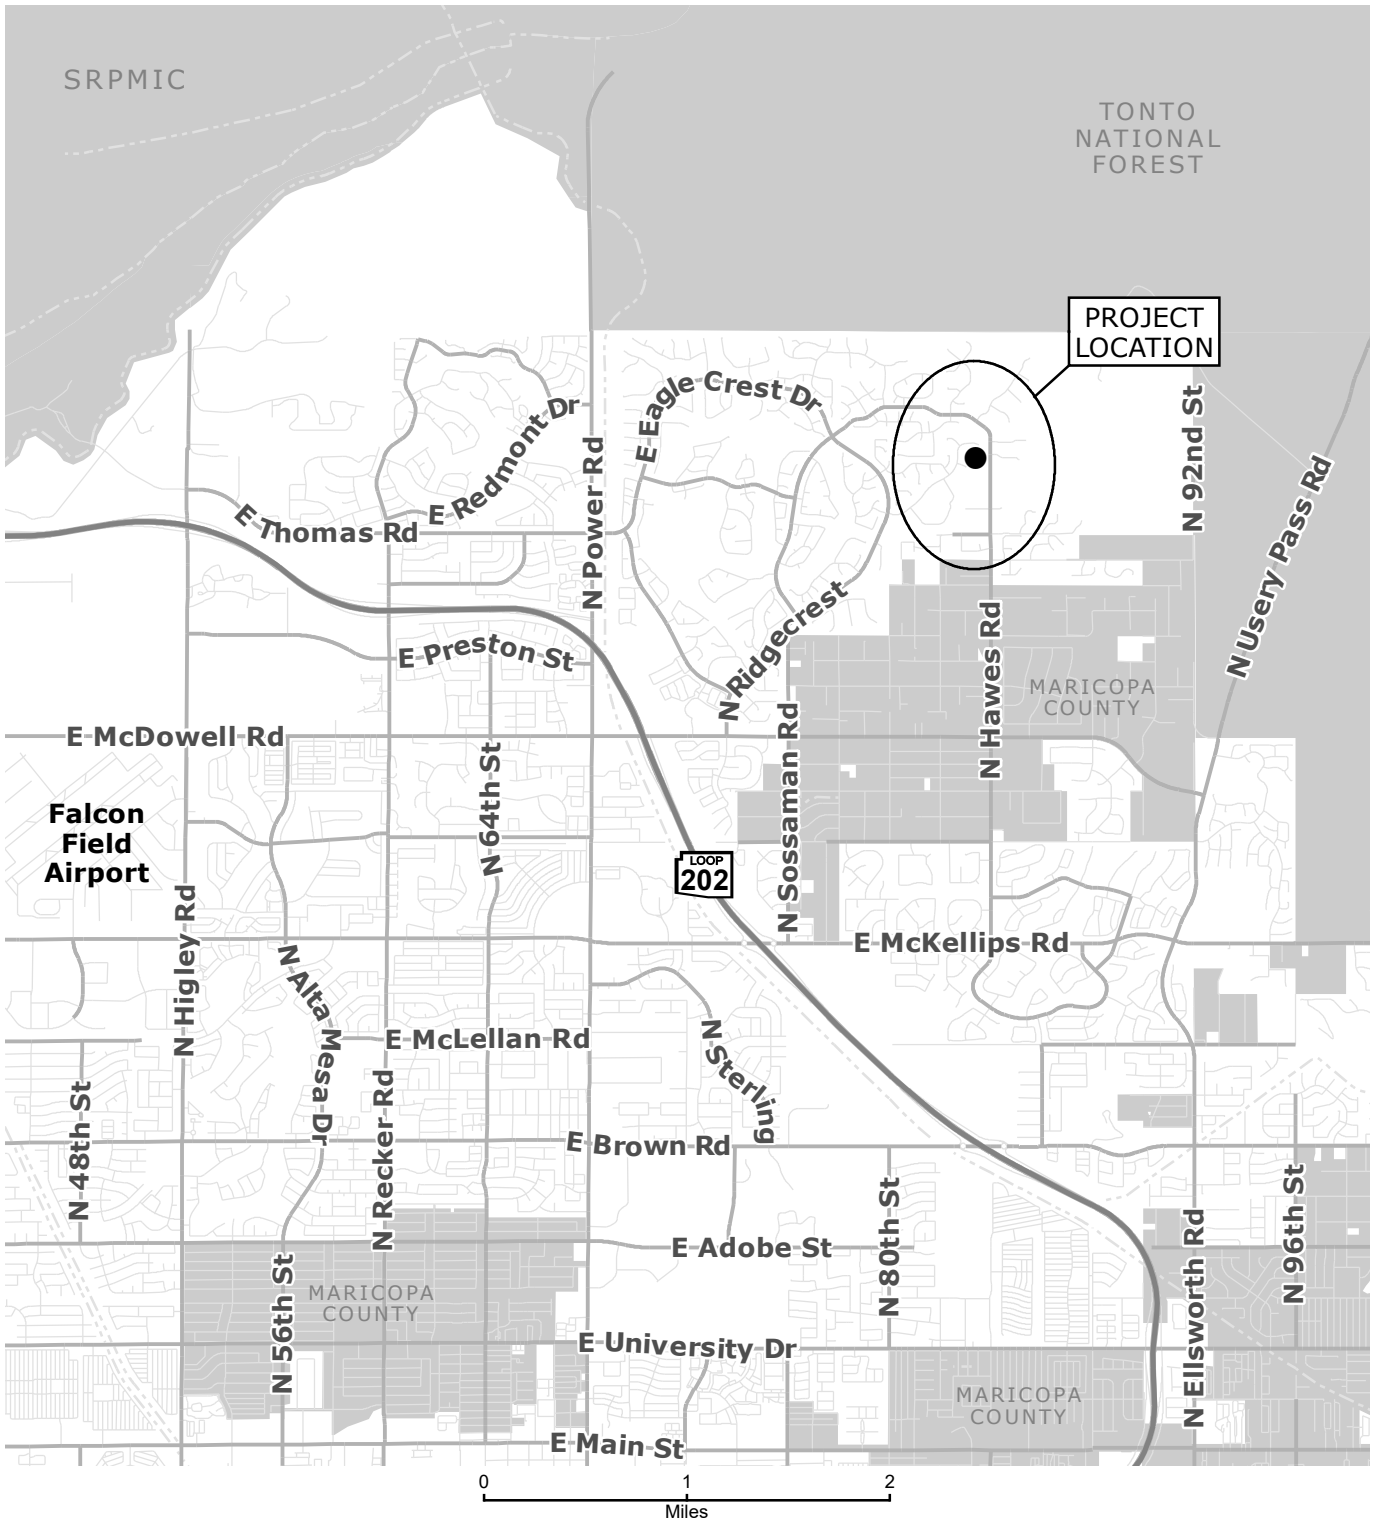 SRPMIC
TONTO
NATIONAL
FOREST
PROJECT
LOCATION
E Eagle Crest Dr
N 92nd St
E Redmont Dr
N Power Rd
N Usery Pass Rd
E Thomas Rd
N Ridgecrest
N Hawes Rd
E Preston St
MARICOPA
COUNTY
N Sossaman Rd
E McDowell Rd
N 64th St
Falcon
Field
Airport
LOOP
202
N Higley Rd
E McKellips Rd
N Alta Mesa Dr
E McLellan Rd
N Sterling
N 48th St
N Recker Rd
E Brown Rd
N 80th St
N 96th St
E Adobe St
N Ellsworth Rd
N 56th St
MARICOPA
COUNTY
E University Dr
MARICOPA
COUNTY
E Main St
0 1 2
Miles